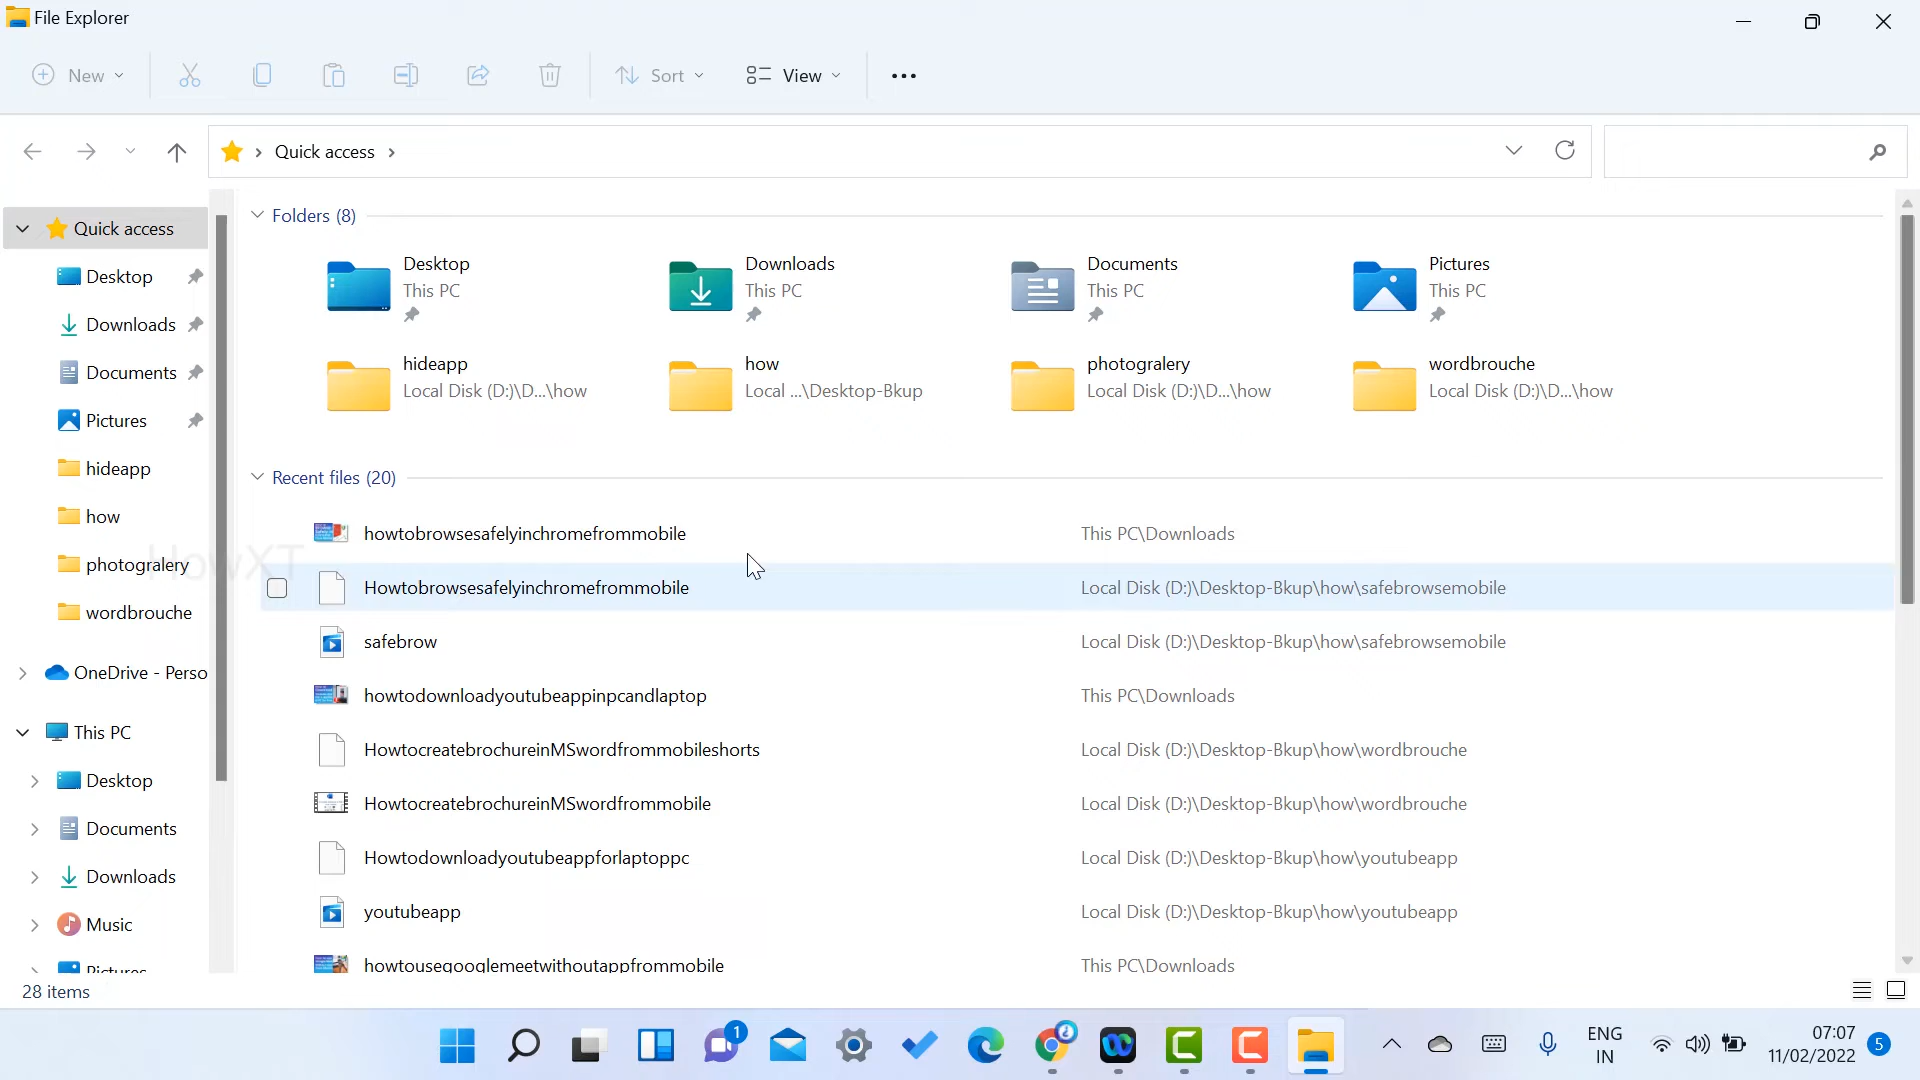 File Explorer
New
Sort
View
Quick access
Quick access
Desktop
Downloads
Documents
Pictures
hideapp
how
photogralery
wordbrouche
OneDrive - Perso
This PC
Desktop
Documents
Downloads
Music
Pictures
Folders (8)
Desktop
This PC
Downloads
This PC
Documents
This PC
Pictures
This PC
hideapp
Local Disk (D:)\D...\how
how
Local ...\Desktop-Bkup
photogralery
Local Disk (D:)\D...\how
wordbrouche
Local Disk (D:)\D...\how
Recent files (20)
howtobrowsesafelyinchromefrommobile This PC\Downloads
Howtobrowsesafelyinchromefrommobile Local Disk (D:)\Desktop-Bkup\how\safebrowsemobile
safebrow Local Disk (D:)\Desktop-Bkup\how\safebrowsemobile
howtodownloadyoutubeappinpcandlaptop This PC\Downloads
HowtocreatebrochureinMSwordfrommobileshorts Local Disk (D:)\Desktop-Bkup\how\wordbrouche
HowtocreatebrochureinMSwordfrommobile Local Disk (D:)\Desktop-Bkup\how\wordbrouche
Howtodownloadyoutubeappforlaptoppc Local Disk (D:)\Desktop-Bkup\how\youtubeapp
youtubeapp Local Disk (D:)\Desktop-Bkup\how\youtubeapp
howtousegooglemeetwithoutappfrommobile This PC\Downloads
HowXT
28 items
1
ENG
IN
07:07
11/02/2022
5